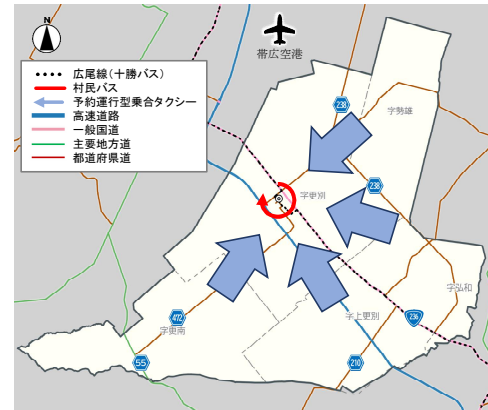 N
帯広空港
広尾線(十勝バス)
村民バス
予約運行型乗合タクシー
高速道路
一般国道
主要地方道
都道府県道
238
字勢雄
238
字更別
字弘和
236
字上更別
472
字更南
55
210